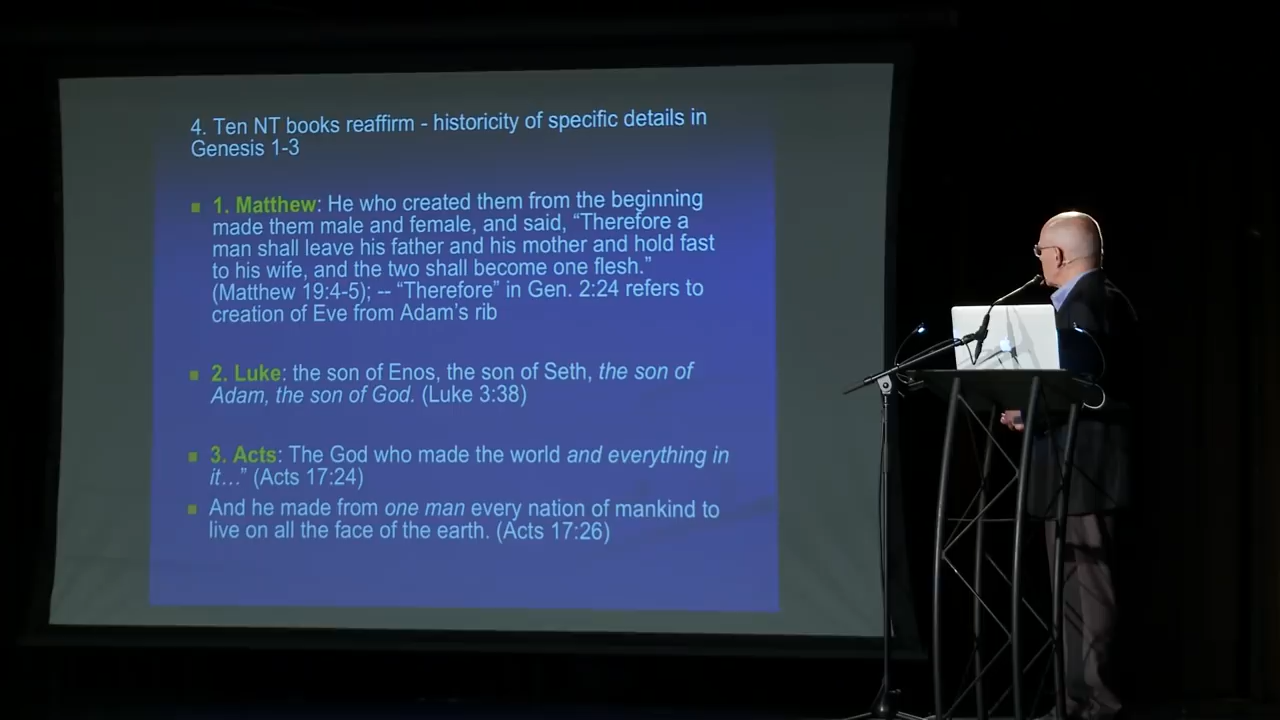 4. Ten NT books reaffirm - historicity of specific details in
Genesis 1-3
1. Matthew: He who created them from the beginning
made them male and female, and said, “Therefore a
man shall leave his father and his mother and hold fast
to his wife, and the two shall become one flesh.”
(Matthew 19:4-5); -- “Therefore” in Gen. 2:24 refers to
creation of Eve from Adam’s rib
2. Luke: the son of Enos, the son of Seth, the son of
Adam, the son of God. (Luke 3:38)
3. Acts: The God who made the world and everything in
it…” (Acts 17:24)
And he made from one man every nation of mankind to
live on all the face of the earth. (Acts 17:26)